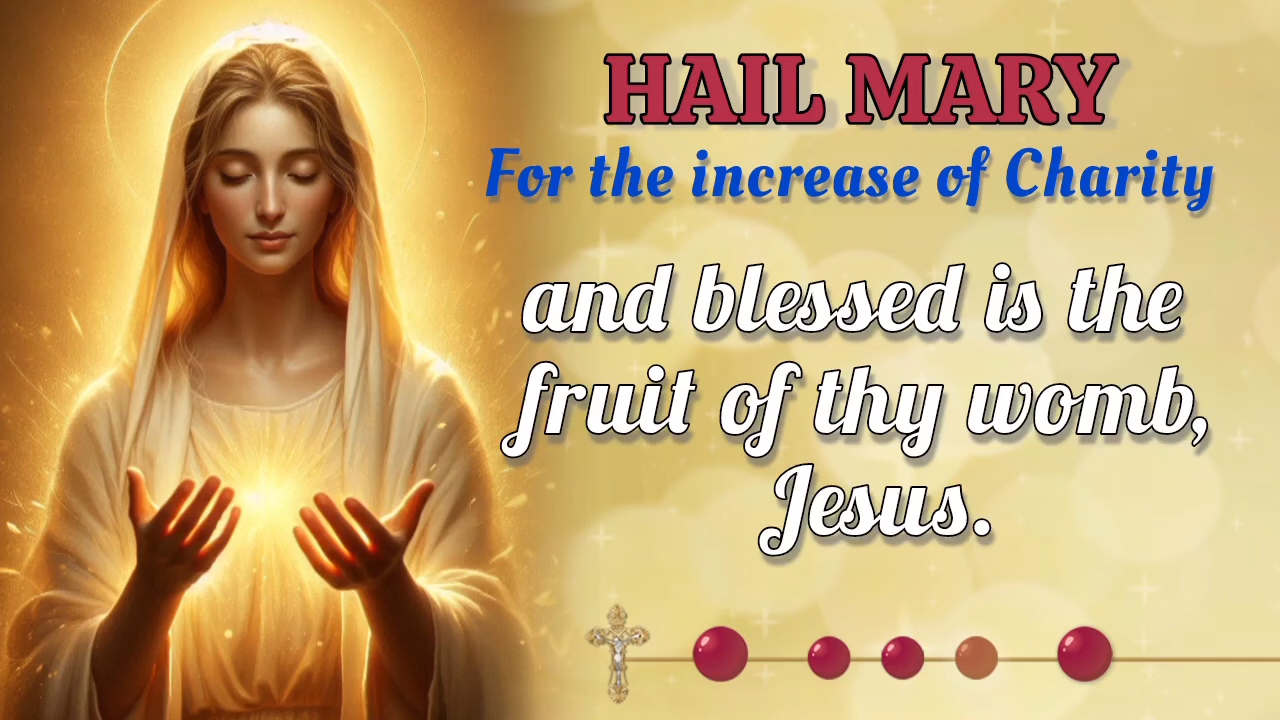 HAIL MARY
For the increase of Charity
and blessed is the
fruit of thy womb,
Jesus.